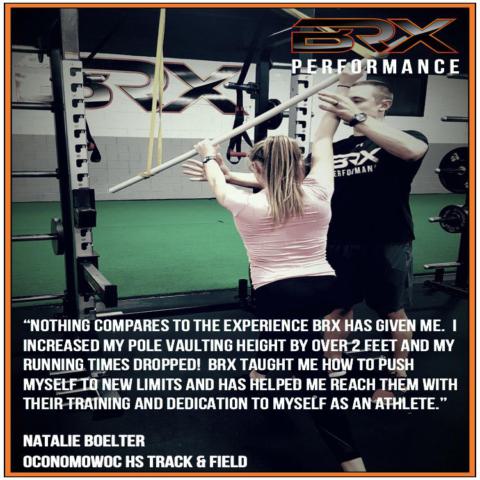 BRX
PERFORMANCE
BRX
BRX
PERFORMANC
“NOTHING COMPARES TO THE EXPERIENCE BRX HAS GIVEN ME.  I
INCREASED MY POLE VAULTING HEIGHT BY OVER 2 FEET AND MY
RUNNING TIMES DROPPED!  BRX TAUGHT ME HOW TO PUSH
MYSELF TO NEW LIMITS AND HAS HELPED ME REACH THEM WITH
THEIR TRAINING AND DEDICATION TO MYSELF AS AN ATHLETE.”
NATALIE BOELTER
OCONOMOWOC HS TRACK & FIELD